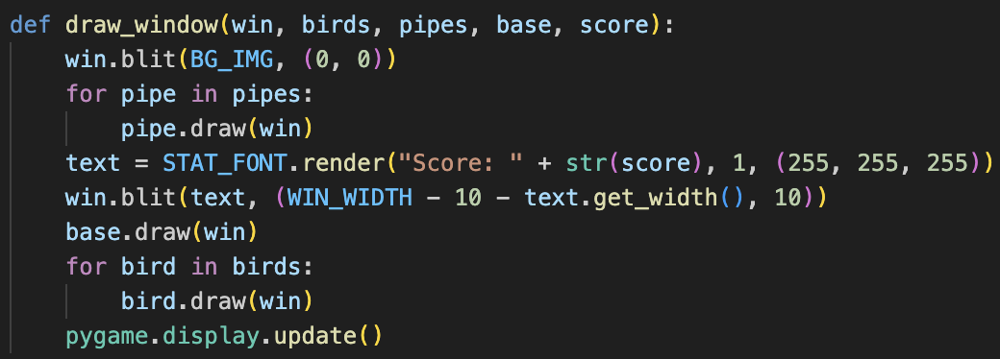 def draw_window(win, birds, pipes, base, score):
    win.blit(BG_IMG, (0, 0))
    for pipe in pipes:
        pipe.draw(win)
    text = STAT_FONT.render("Score: " + str(score), 1, (255, 255, 255))
    win.blit(text, (WIN_WIDTH - 10 - text.get_width(), 10))
    base.draw(win)
    for bird in birds:
        bird.draw(win)
    pygame.display.update()